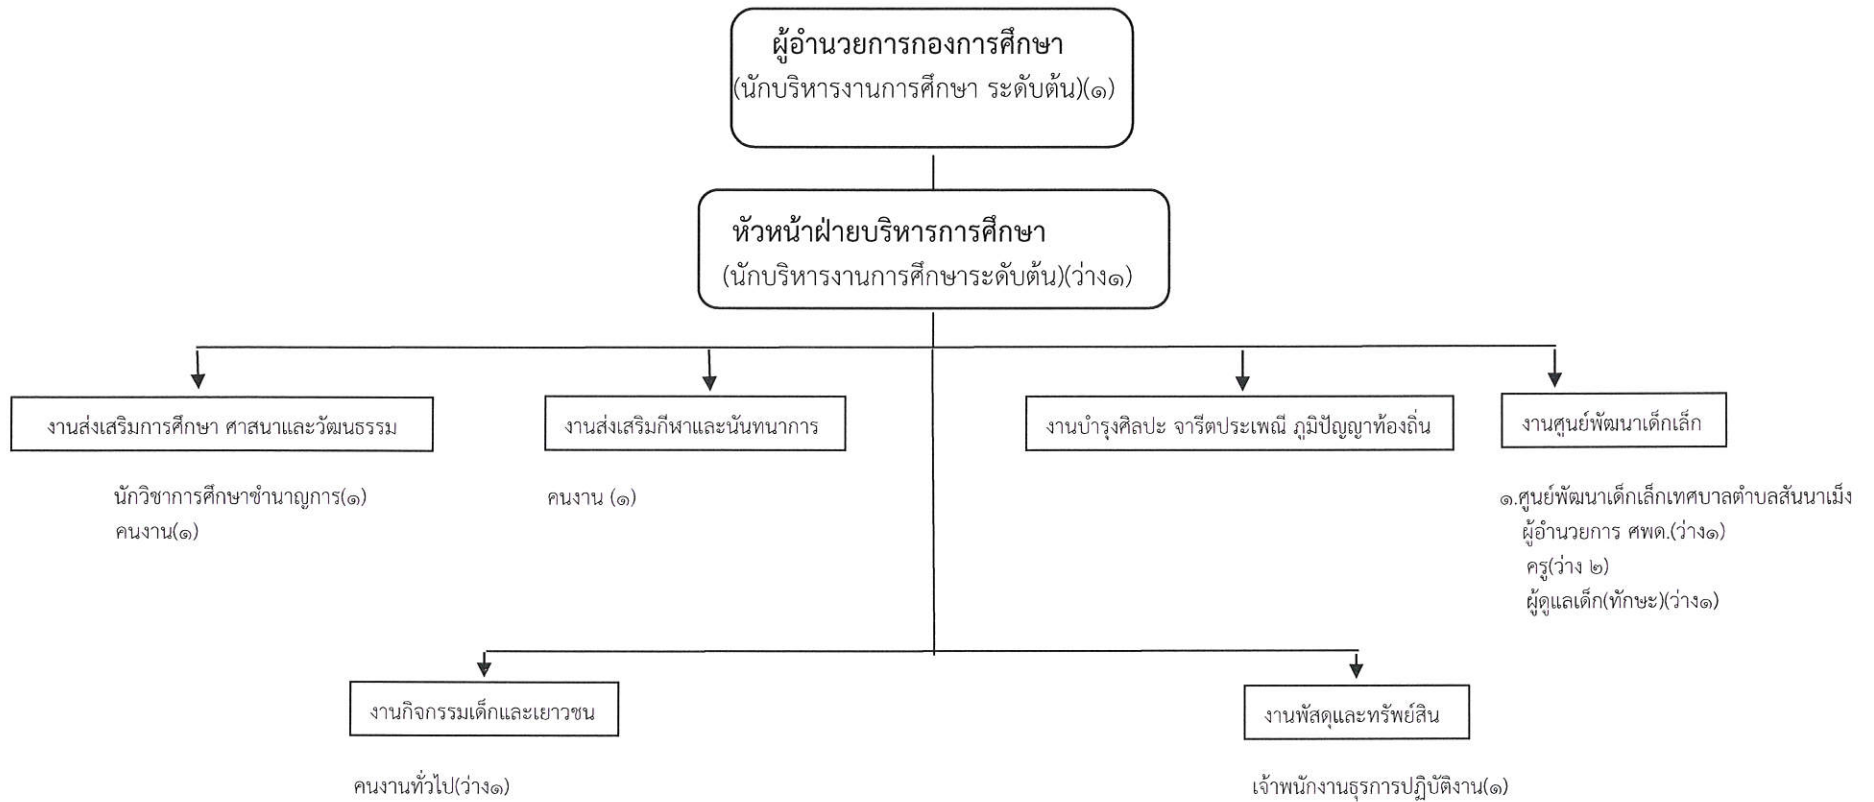 ผู้อำนวยการกองการศึกษา
(นักบริหารงานการศึกษา ระดับต้น)(๑)
หัวหน้าฝ่ายบริหารการศึกษา
(นักบริหารงานการศึกษาระดับต้น)(ว่าง๑)
งานส่งเสริมการศึกษา ศาสนาและวัฒนธรรม
นักวิชาการศึกษาชำนาญการ(๑)
คนงาน(๑)
งานส่งเสริมกีฬาและนันทนาการ
คนงาน (๑)
งานบำรุงศิลปะ จารีตประเพณี ภูมิปัญญาท้องถิ่น
งานศูนย์พัฒนาเด็กเล็ก
๑.ศูนย์พัฒนาเด็กเล็กเทศบาลตำบลสันนาเม็ง
ผู้อำนวยการ ศพด.(ว่าง๑)
ครู(ว่าง ๒)
ผู้ดูแลเด็ก(ทักษะ)(ว่าง๑)
งานกิจกรรมเด็กและเยาวชน
คนงานทั่วไป(ว่าง๑)
งานพัสดุและทรัพย์สิน
เจ้าพนักงานธุรการปฏิบัติงาน(๑)